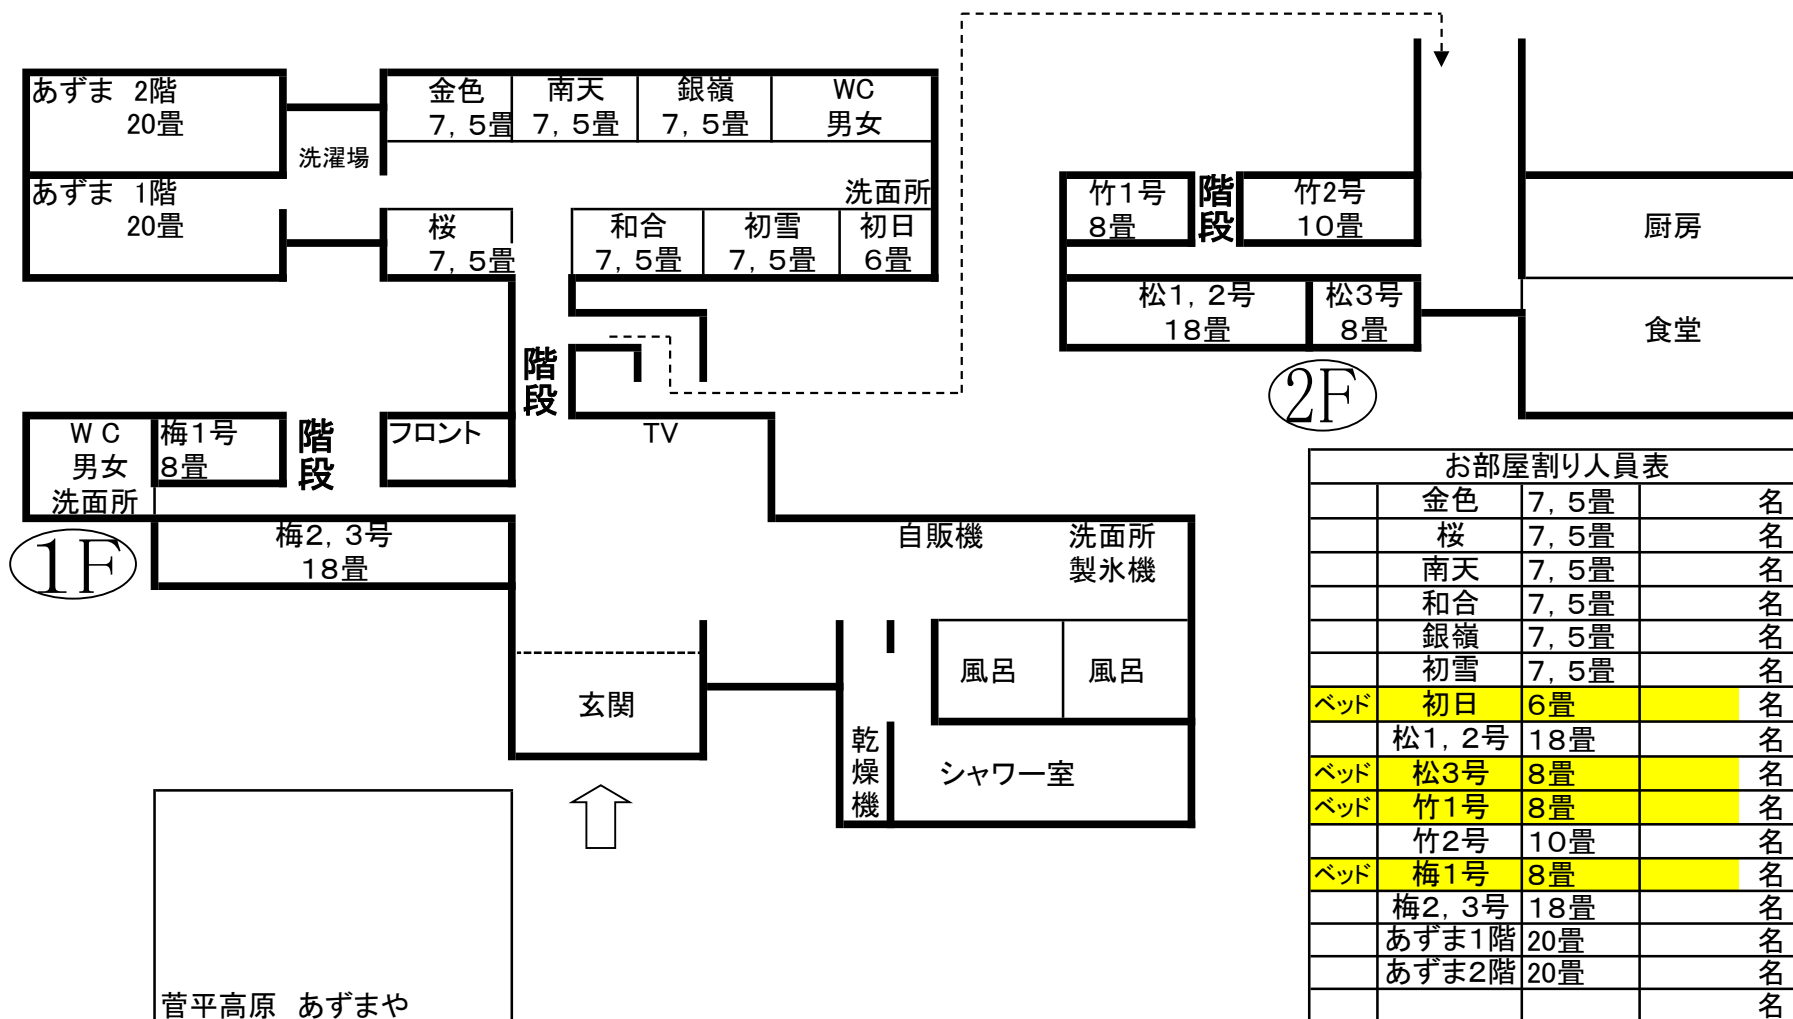 あずま 2階
20畳
洗濯場
金色
7，5畳
南天
7，5畳
銀嶺
7，5畳
WC
男女
あずま 1階
20畳
洗面所
桜
7，5畳
和合
7，5畳
初雪
7，5畳
初日
6畳
階段
WC
男女
洗面所
梅1号
8畳
階段
フロント
TV
1F
梅2，3号
18畳
自販機
洗面所
製氷機
玄関
風呂
風呂
乾燥機
シャワー室
菅平高原 あずまや
竹1号
8畳
階段
竹2号
10畳
厨房
松1，2号
18畳
松3号
8畳
食堂
2F
お部屋割り人員表
金色 7，5畳 名
桜 7，5畳 名
南天 7，5畳 名
和合 7，5畳 名
銀嶺 7，5畳 名
初雪 7，5畳 名
ベッド 初日 6畳 名
松1，2号 18畳 名
ベッド 松3号 8畳 名
ベッド 竹1号 8畳 名
竹2号 10畳 名
ベッド 梅1号 8畳 名
梅2，3号 18畳 名
あずま1階 20畳 名
あずま2階 20畳 名
名